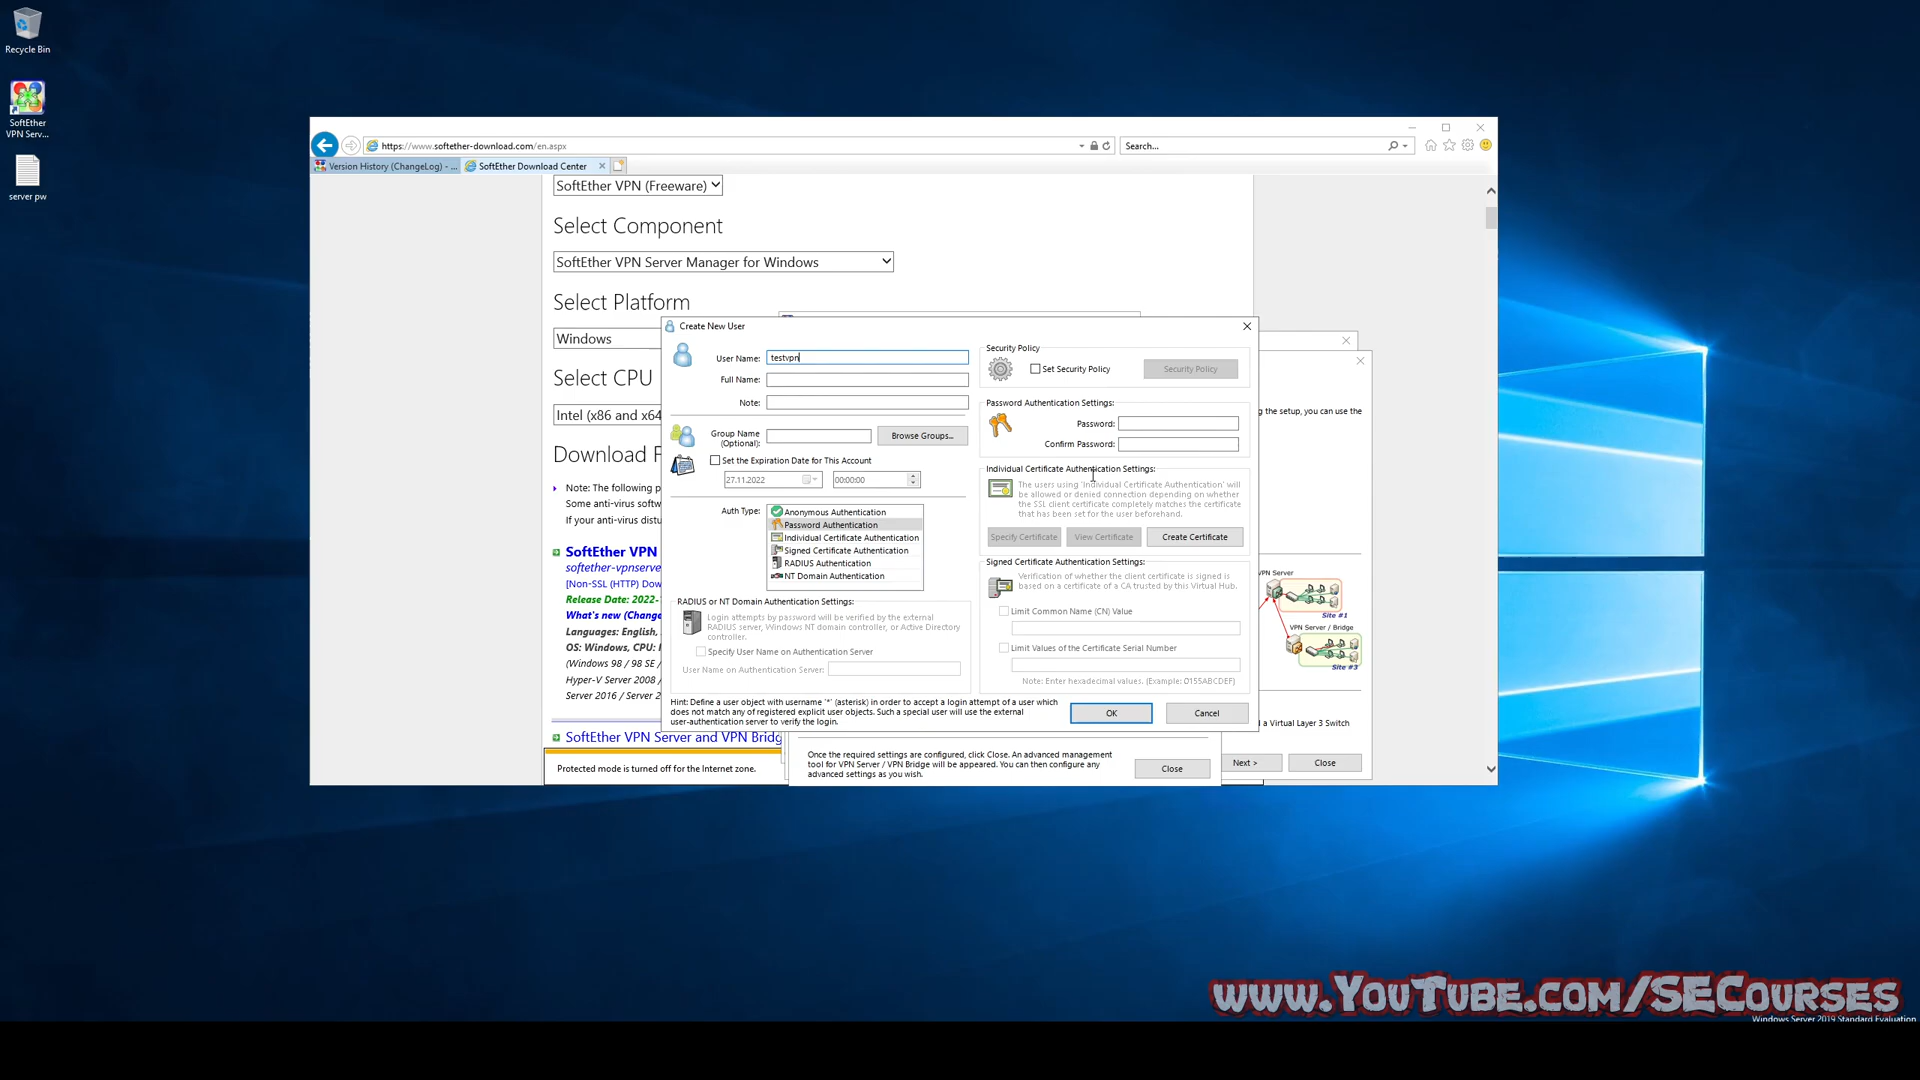 Recycle Bin
SoftEther
VPN Serv...
server pw
https://www.softether-download.com/en.aspx
Search...
Version History (ChangeLog) - ...
SoftEther Download Center
SoftEther VPN (Freeware)
Select Component
SoftEther VPN Server Manager for Windows
Select Platform
Windows
Select CPU
Intel (x86 and x64
Download F
Note: The following p
Some anti-virus softw
If your anti-virus distu
SoftEther VPN
softether-vpnserve
[Non-SSL (HTTP) Dow
Release Date: 2022-
What's new (Change
Languages: English,
OS: Windows, CPU: I
(Windows 98 / 98 SE /
Hyper-V Server 2008 /
Server 2016 / Server 2
SoftEther VPN Server and VPN Bridg
Protected mode is turned off for the Internet zone.
Create New User
User Name:
testvpn
Full Name:
Note:
Group Name
(Optional):
Browse Groups...
Set the Expiration Date for This Account
27.11.2022
00:00:00
Auth Type:
Anonymous Authentication
Password Authentication
Individual Certificate Authentication
Signed Certificate Authentication
RADIUS Authentication
NT Domain Authentication
RADIUS or NT Domain Authentication Settings:
Login attempts by password will be verified by the external
RADIUS server, Windows NT domain controller, or Active Directory
controller.
Specify User Name on Authentication Server
User Name on Authentication Server:
Hint: Define a user object with username '*' (asterisk) in order to accept a login attempt of a user which
does not match any of registered explicit user objects. Such a special user will use the external
user-authentication server to verify the login.
Security Policy
Set Security Policy
Security Policy
Password Authentication Settings:
Password:
Confirm Password:
Individual Certificate Authentication Settings:
The users using 'Individual Certificate Authentication' will
be allowed or denied connection depending on whether
the SSL client certificate completely matches the certificate
that has been set for the user beforehand.
Specify Certificate
View Certificate
Create Certificate
Signed Certificate Authentication Settings:
Verification of whether the client certificate is signed is
based on a certificate of a CA trusted by this Virtual Hub.
Limit Common Name (CN) Value
Limit Values of the Certificate Serial Number
Note: Enter hexadecimal values. (Example: 0155ABCDEF)
OK
Cancel
g the setup, you can use the
VPN Server
Site #1
VPN Server / Bridge
Site #3
l a Virtual Layer 3 Switch
Once the required settings are configured, click Close. An advanced management
tool for VPN Server / VPN Bridge will be appeared. You can then configure any
advanced settings as you wish.
Close
Next >
Close
www.YouTube.com/SECourses
Windows Server 2019 Standard Evaluation